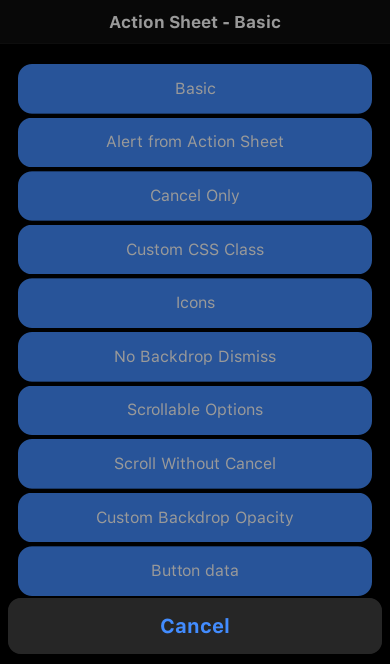 Action Sheet - Basic
Basic
Alert from Action Sheet
Cancel Only
Custom CSS Class
Icons
No Backdrop Dismiss
Scrollable Options
Scroll Without Cancel
Custom Backdrop Opacity
Button data
Cancel